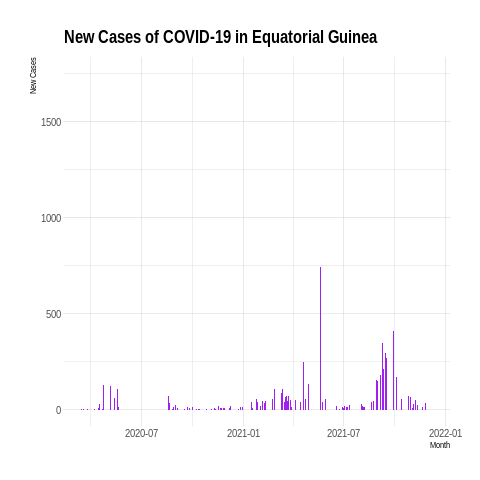 New Cases of COVID-19 in Equatorial Guinea
New Cases
1500
1000
500
0
2020-07 2021-01 2021-07 2022-01
Month